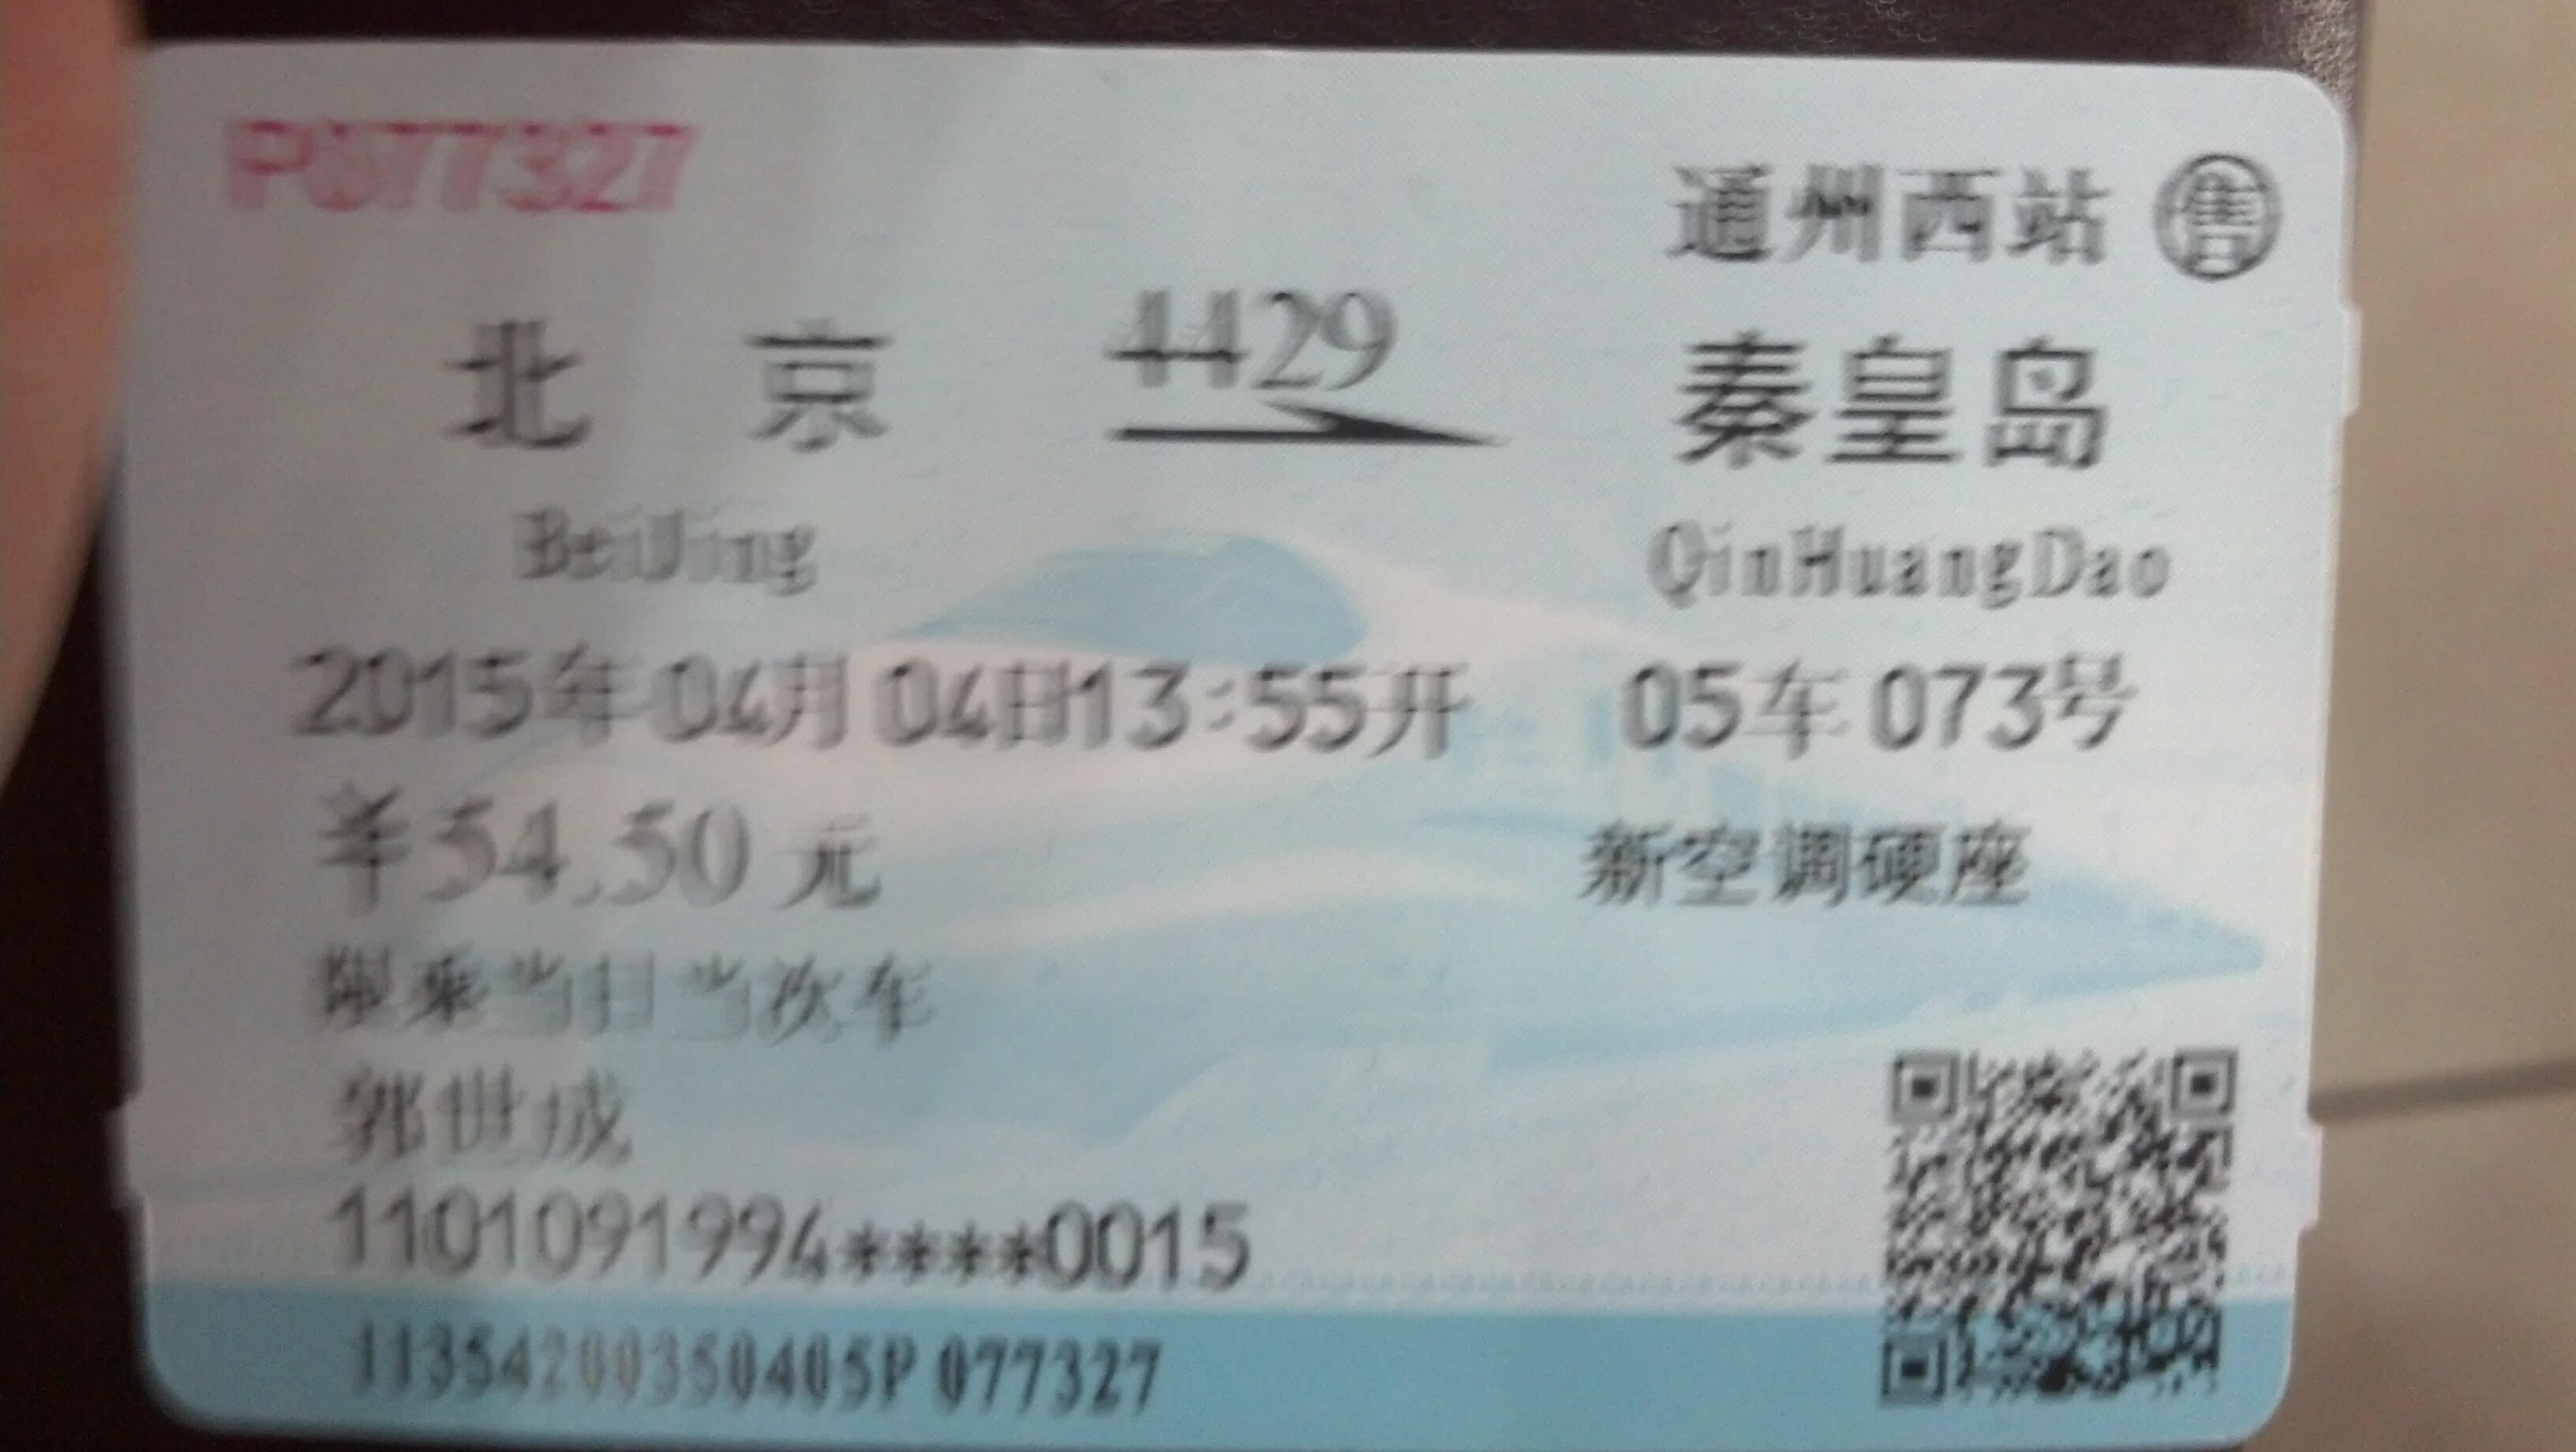 P077327
通州西站 售
北京 4429 秦皇岛
BeiJing QinHuangDao
2015年04月04日13:55开 05车073号
¥54.50元 新空调硬座
限乘当日当次车
郭世成
1101091994****0015
11354200350405P 077327